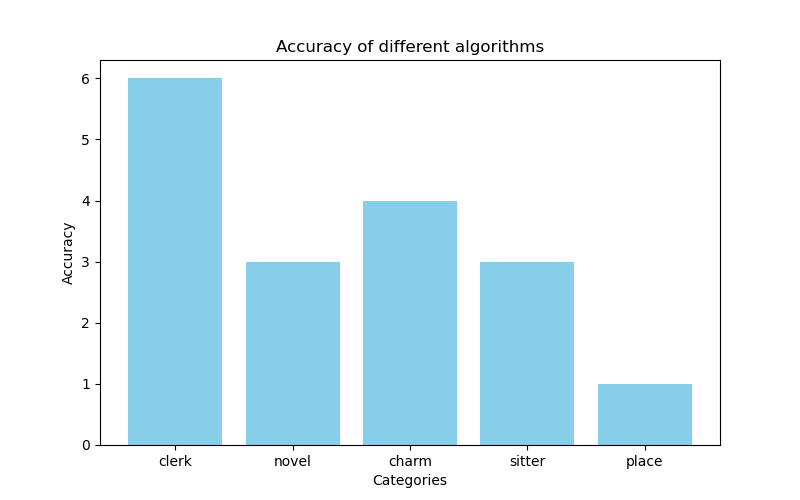 Accuracy of different algorithms
6
5
4
3
2
1
0
Accuracy
clerk novel charm sitter place
Categories